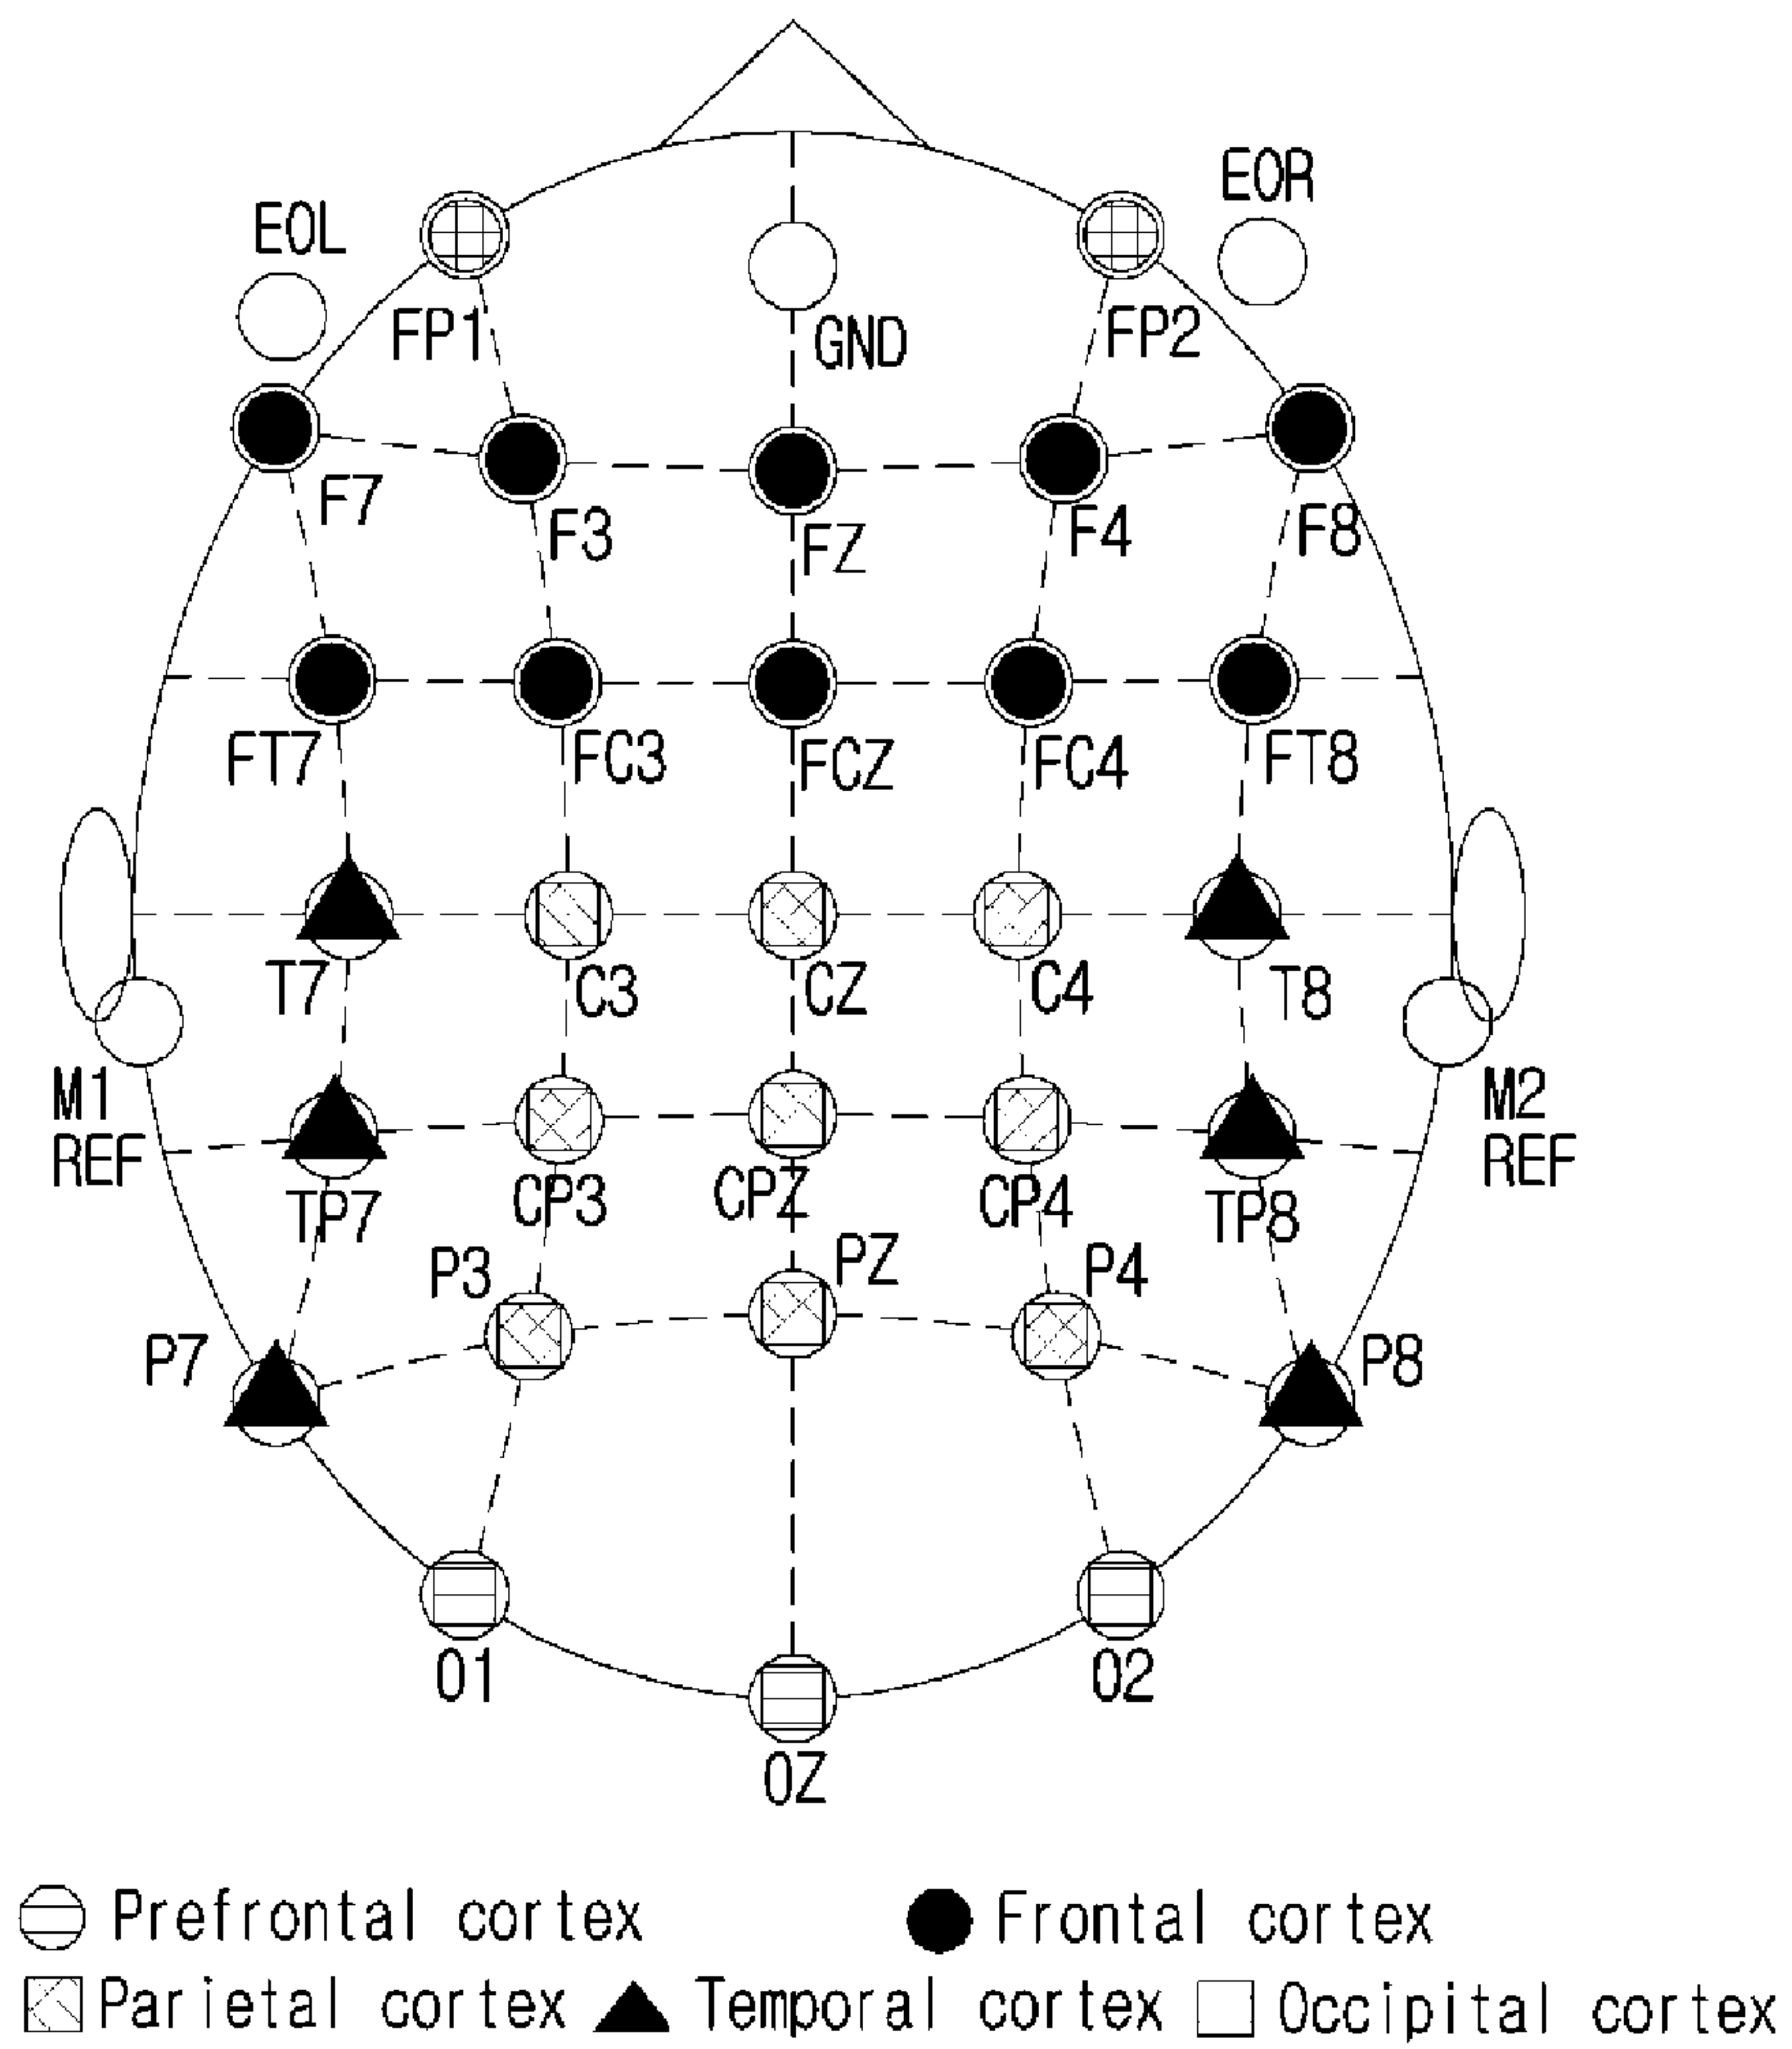 EOR
EOL
FP1
GND
FP2
F7
F3
FZ
F4
F8
FT7
FC3
FCZ
FC4
FT8
T7
C3
CZ
C4
T8
M1
REF
M2
REF
TP7
CP3
CPZ
CP4
TP8
P3
PZ
P4
P7
P8
O1
O2
OZ
Prefrontal cortex
Frontal cortex
Parietal cortex
Temporal cortex
Occipital cortex